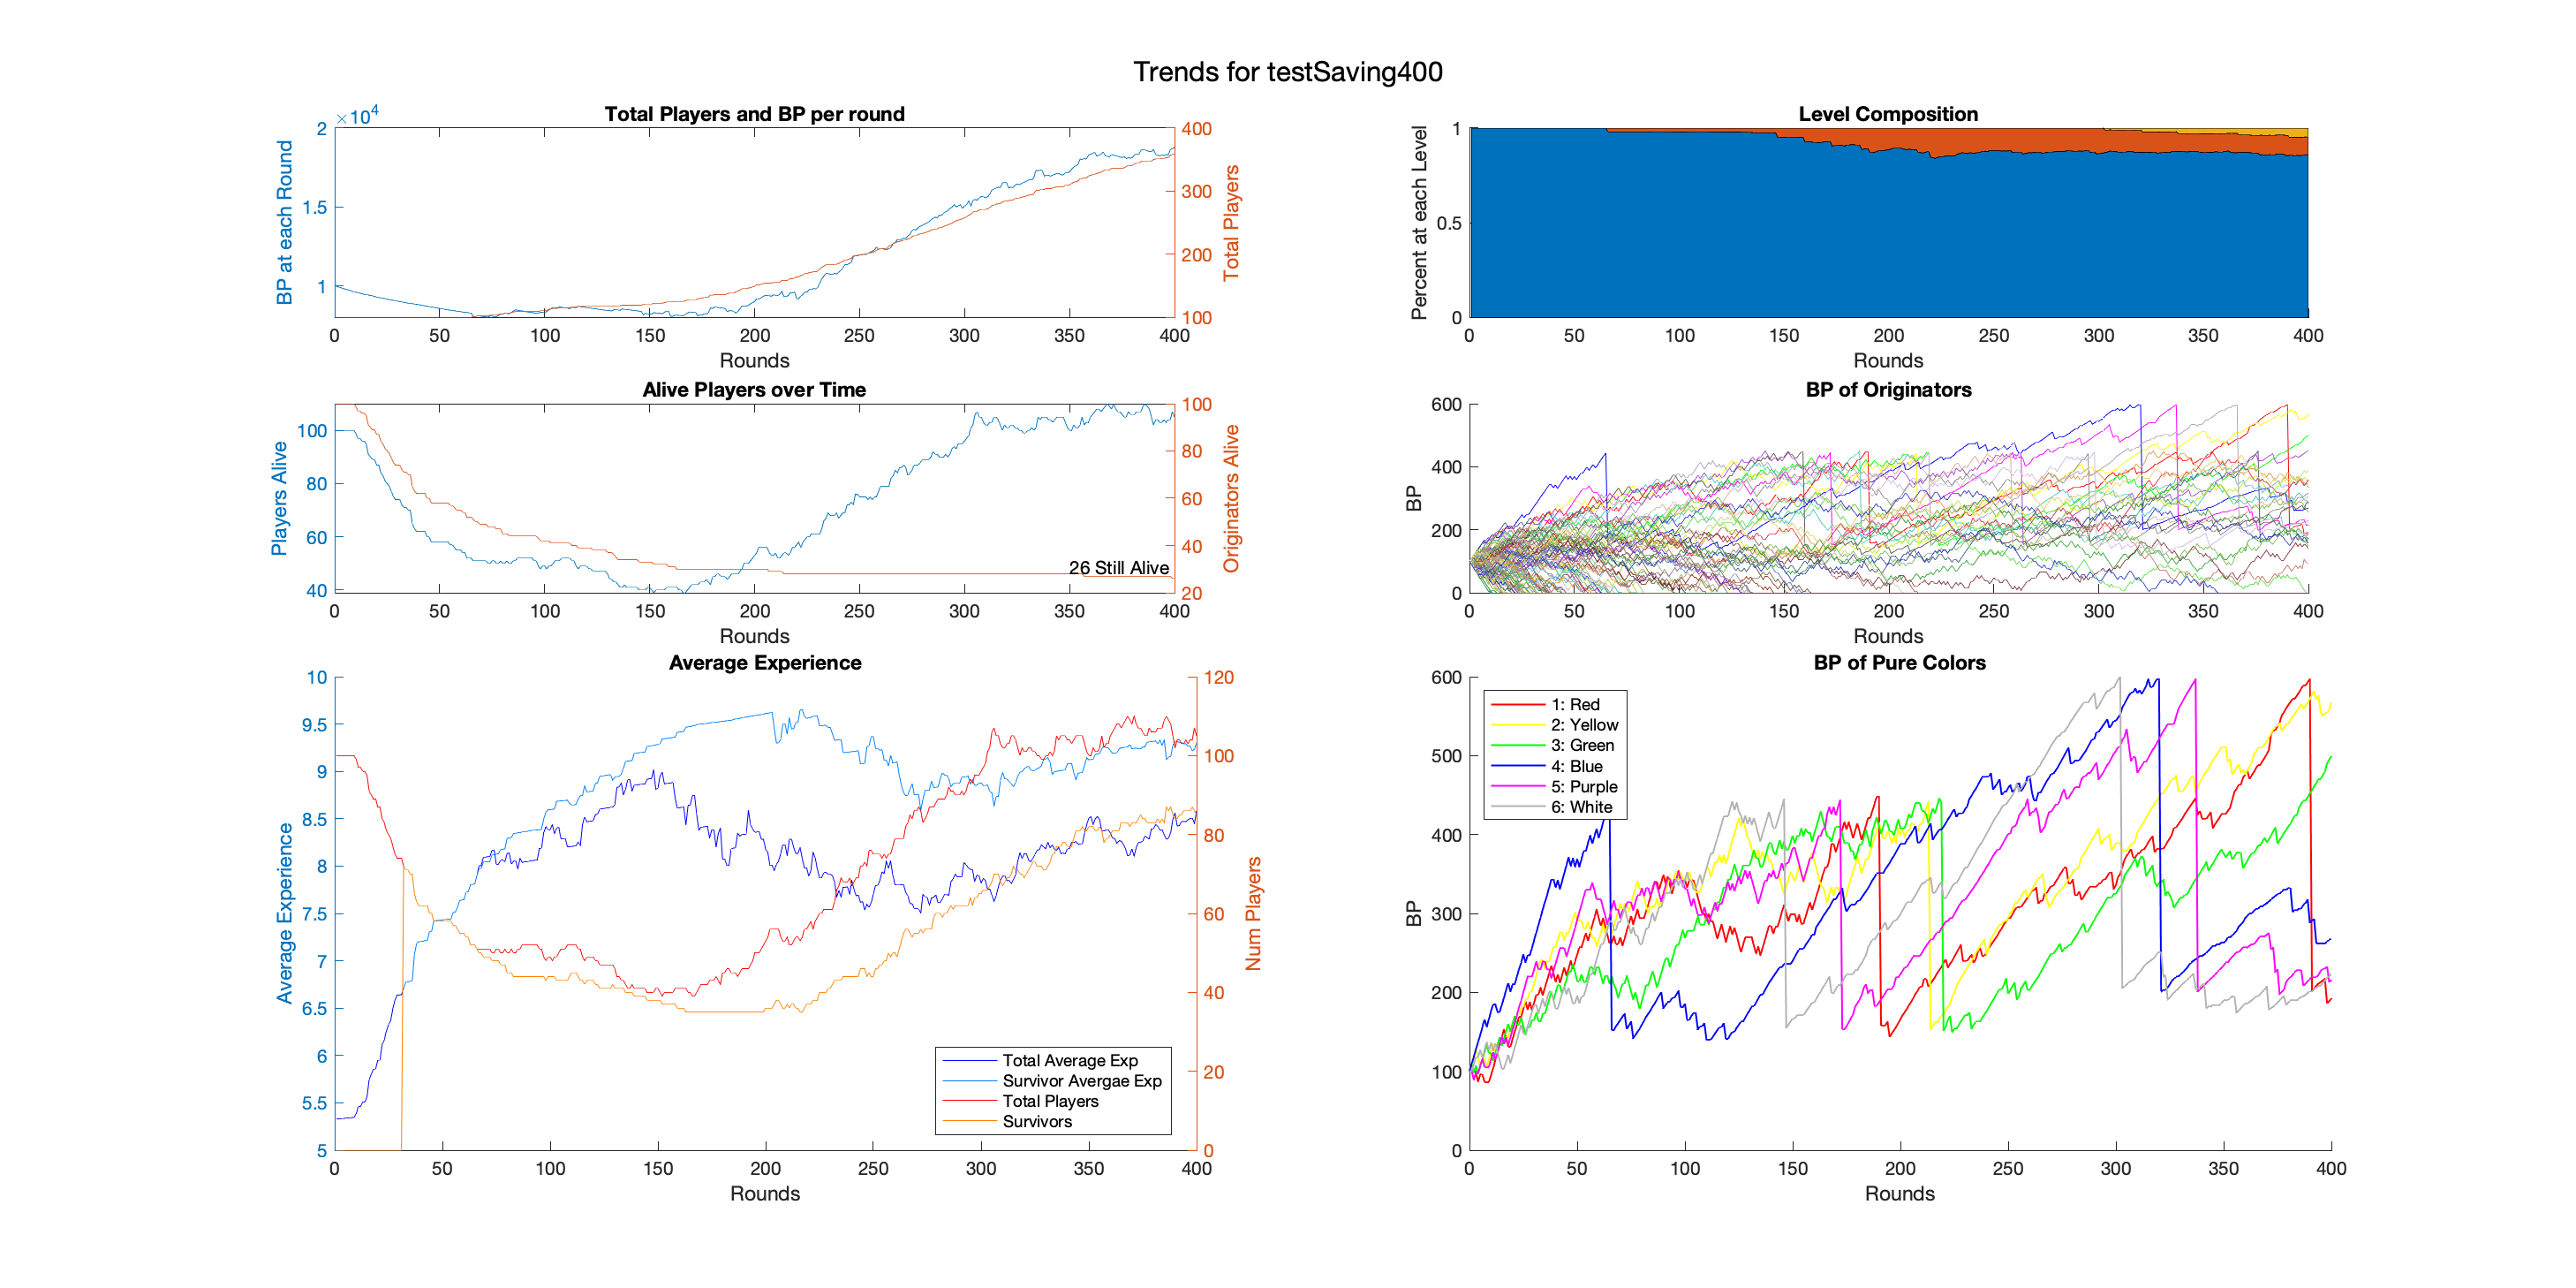 Trends for testSaving400
Total Players and BP per round
×10^4
BP at each Round
2
1.5
1
Total Players
400
300
200
100
0 50 100 150 200 250 300 350 400
Rounds
Level Composition
Percent at each Level
1
0.5
0
0 50 100 150 200 250 300 350 400
Rounds
Alive Players over Time
Players Alive
100
80
60
40
Originators Alive
100
80
60
40
20
26 Still Alive
0 50 100 150 200 250 300 350 400
Rounds
BP of Originators
BP
600
400
200
0
0 50 100 150 200 250 300 350 400
Rounds
Average Experience
Average Experience
10
9.5
9
8.5
8
7.5
7
6.5
6
5.5
5
Num Players
120
100
80
60
40
20
0
Total Average Exp
Survivor Avergae Exp
Total Players
Survivors
0 50 100 150 200 250 300 350 400
Rounds
BP of Pure Colors
BP
600
500
400
300
200
100
0
1: Red
2: Yellow
3: Green
4: Blue
5: Purple
6: White
0 50 100 150 200 250 300 350 400
Rounds